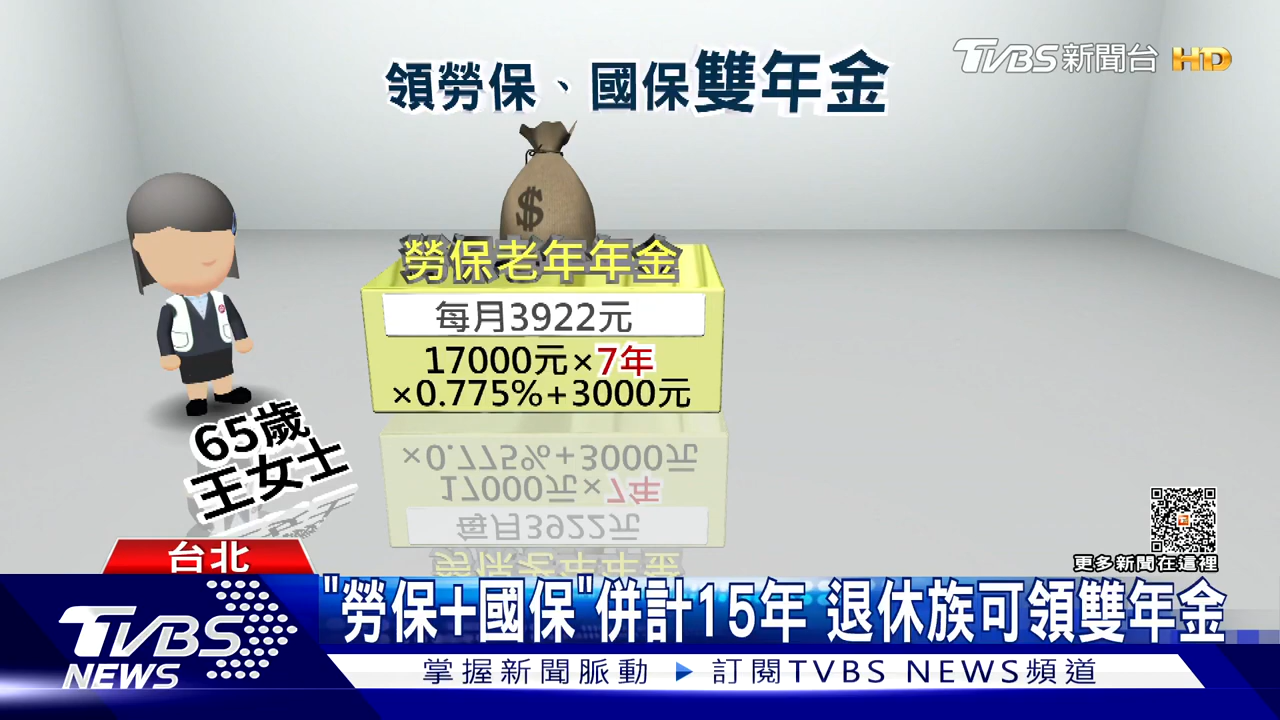 領勞保、國保雙年金
TVBS新聞台 HD
$
勞保老年年金
每月3922元
17000元×7年
×0.775%+3000元
65歲
王女士
更多新聞在這裡
台北
"勞保+國保"併計15年 退休族可領雙年金
TVBS
NEWS
掌握新聞脈動 ▶ 訂閱TVBS NEWS頻道